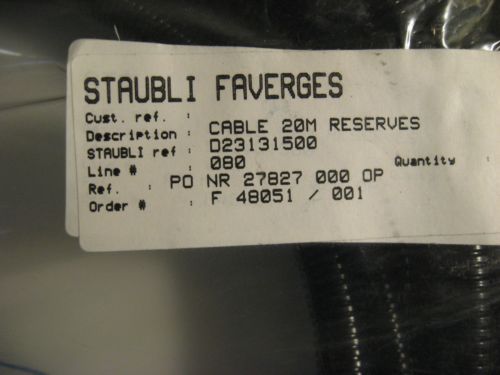 STAUBLI FAVERGES
Cust. ref. :
Description : CABLE 20M RESERVES
STAUBLI ref : D23131500
Line # : 080 Quantity :
Ref. : PO NR 27827 000 OP
Order # : F 48051 / 001